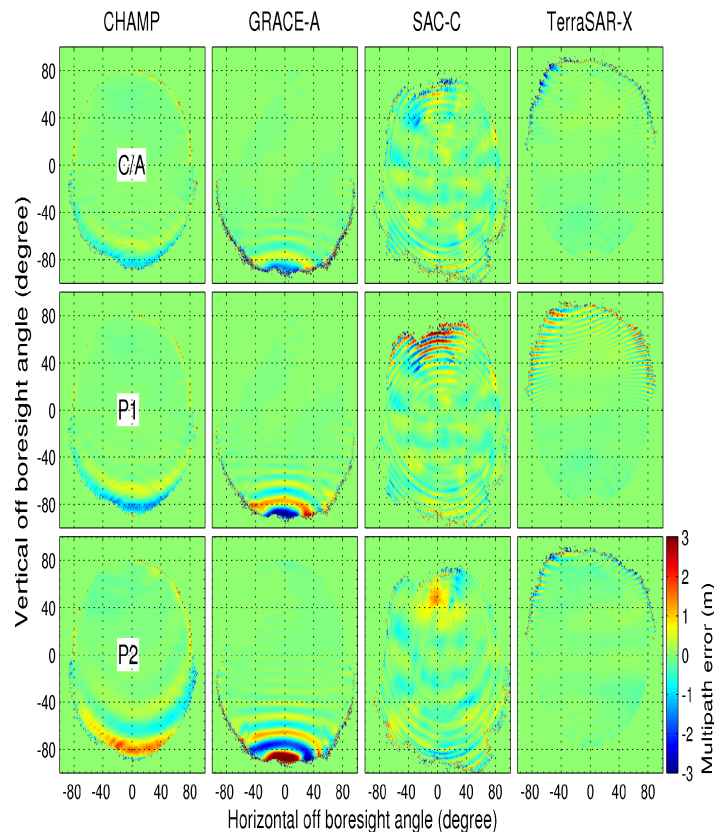 CHAMP GRACE-A SAC-C TerraSAR-X
Vertical off boresight angle (degree)
80
40
0
-40
-80
C/A
80
40
0
-40
-80
P1
80
40
0
-40
-80
P2
3
2
1
0
-1
-2
-3
Multipath error (m)
-80 -40 0 40 80 -80 -40 0 40 80 -80 -40 0 40 80 -80 -40 0 40 80
Horizontal off boresight angle (degree)